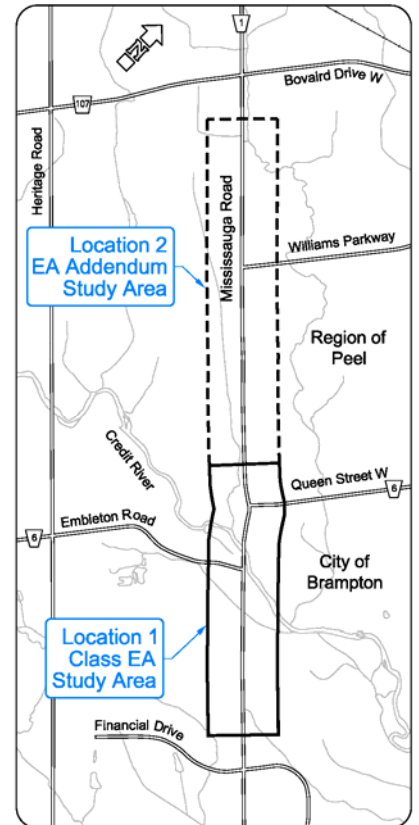 N
1
Bovaird Drive W
107
Heritage Road
Mississauga Road
Location 2
EA Addendum
Study Area
Williams Parkway
Region of
Peel
Credit River
Queen Street W
6
Embleton Road
6
City of
Brampton
Location 1
Class EA
Study Area
Financial Drive